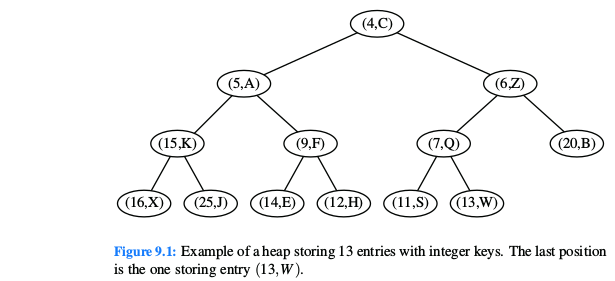 (4,C)
(5,A) (6,Z)
(15,K) (9,F) (7,Q) (20,B)
(16,X) (25,J) (14,E) (12,H) (11,S) (13,W)
Figure 9.1: Example of a heap storing 13 entries with integer keys. The last position
is the one storing entry (13,W).